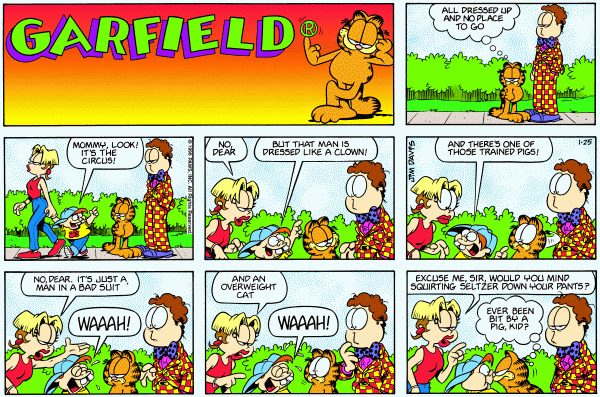 GARFIELD®
ALL DRESSED UP
AND NO PLACE
TO GO
MOMMY, LOOK!
IT'S THE
CIRCUS!
NO,
DEAR
BUT THAT MAN IS
DRESSED LIKE A CLOWN!
AND THERE'S ONE OF
THOSE TRAINED PIGS!
JIM DAVIS
1-25
NO, DEAR. IT'S JUST A
MAN IN A BAD SUIT
WAAAH!
AND AN
OVERWEIGHT
CAT
WAAAH!
EXCUSE ME, SIR, WOULD YOU MIND
SQUIRTING SELTZER DOWN YOUR PANTS?
EVER BEEN
BIT BY A
PIG, KID?